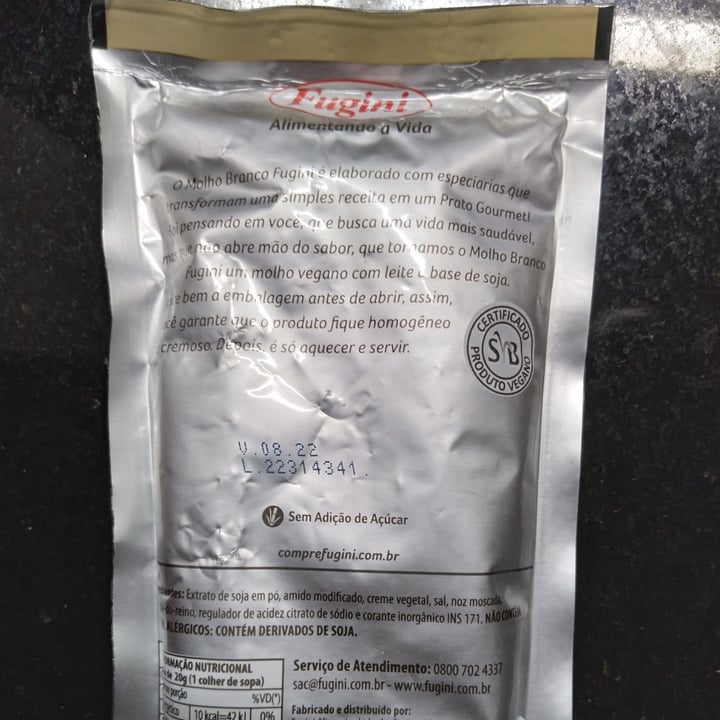 Fugini
Alimentando a Vida
O Molho Branco Fugini é elaborado com especiarias que
transformam uma simples receita em um Prato Gourmet!
Foi pensando em você, que busca uma vida mais saudável,
mas que não abre mão do sabor, que tornamos o Molho Branco
Fugini um molho vegano com leite a base de soja.
bem a embalagem antes de abrir, assim,
garante que o produto fique homogêneo
cremoso. Depois, é só aquecer e servir.
CERTIFICADO
SVB
PRODUTO VEGANO
V.08.22
L.22314341.
Sem Adição de Açúcar
comprefugini.com.br
Extrato de soja em pó, amido modificado, creme vegetal, sal, noz moscada,
regulador de acidez citrato de sódio e corante inorgânico INS 171. NÃO CONTÉM
ALÉRGICOS: CONTÉM DERIVADOS DE SOJA.
NUTRICIONAL
de 20g (1 colher de sopa)
porção %VD(*)
10 kcal=42 kJ 0%
Serviço de Atendimento: 0800 702 4337
sac@fugini.com.br - www.fugini.com.br
Fabricado e distribuído por: